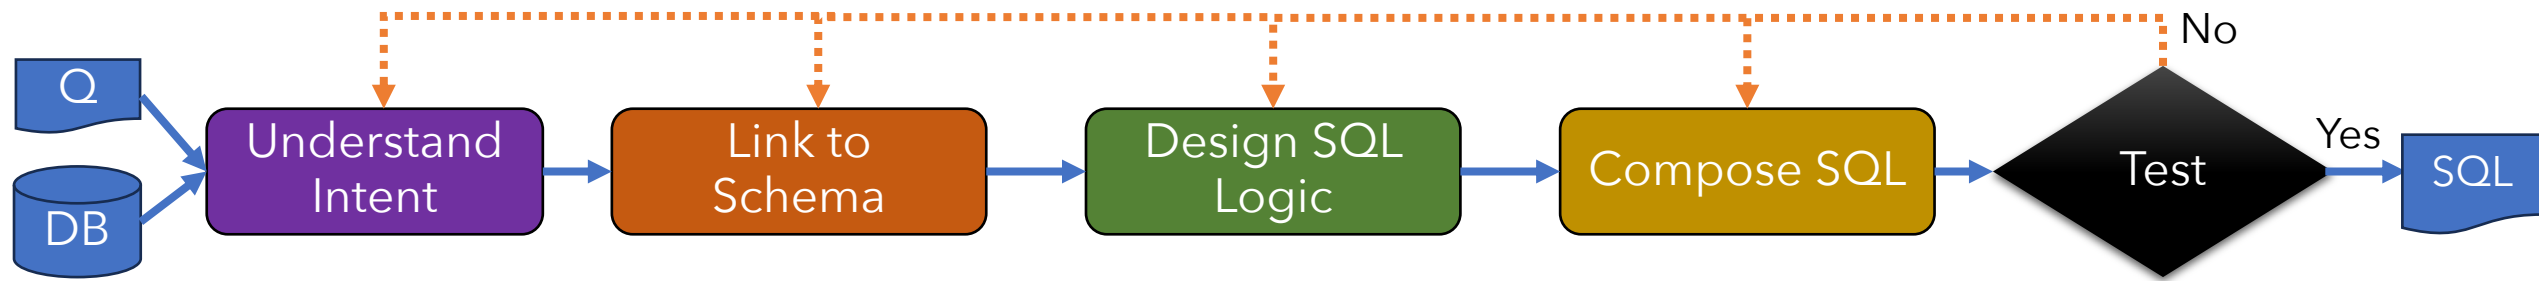 No
Q
Understand
Intent
Link to
Schema
Design SQL
Logic
Compose SQL
Test
Yes
SQL
DB